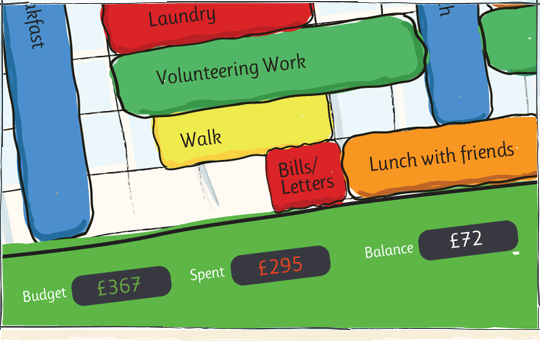 Laundry
Volunteering Work
Walk
Bills/
Letters
Lunch with friends
Budget £367
Spent £295
Balance £72